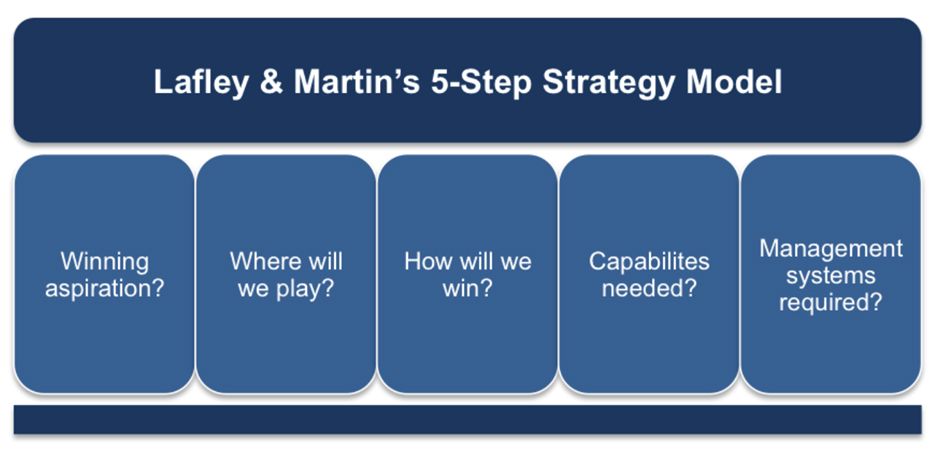 Lafley & Martin’s 5-Step Strategy Model
Winning
aspiration?
Where will
we play?
How will we
win?
Capabilites
needed?
Management
systems
required?